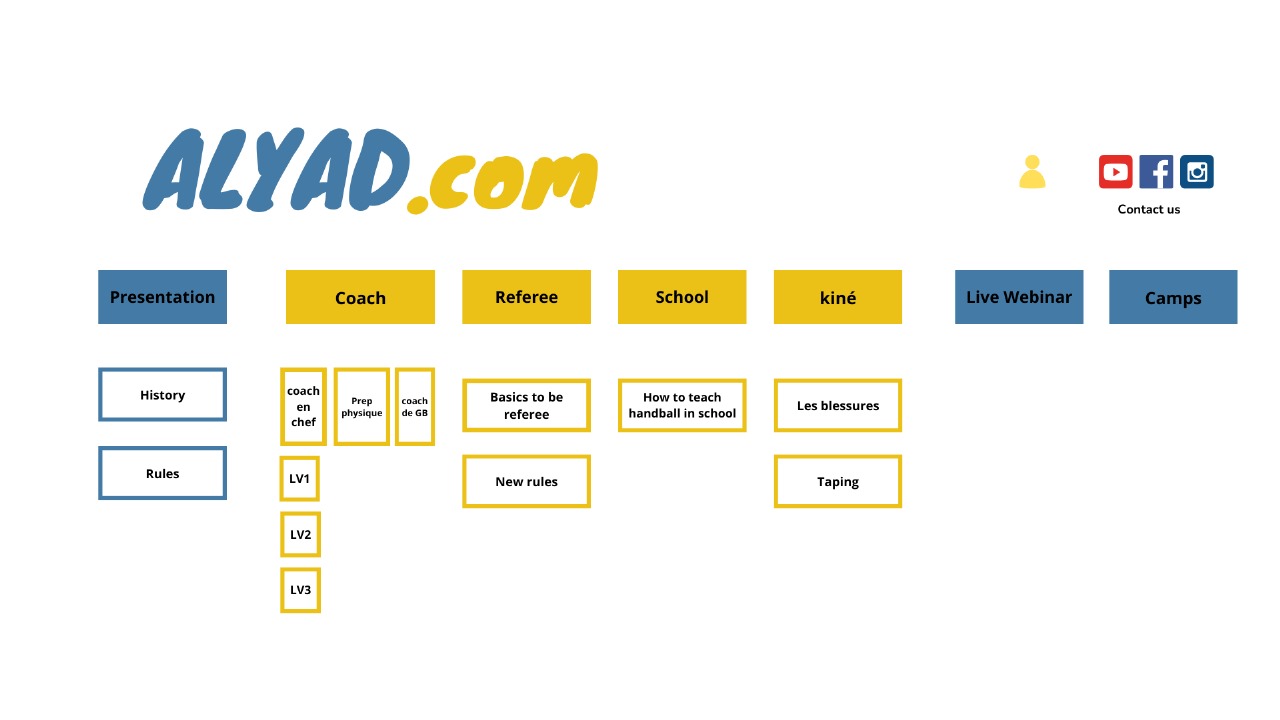 ALYAD.com
Contact us
Presentation
Coach
Referee
School
kiné
Live Webinar
Camps
History
Rules
coach
en
chef
Prep
physique
coach
de GB
LV1
LV2
LV3
Basics to be
referee
New rules
How to teach
handball in school
Les blessures
Taping